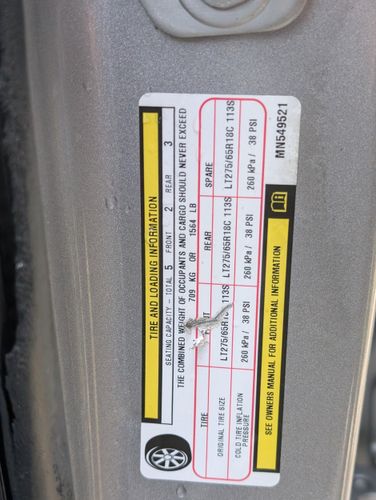 TIRE AND LOADING INFORMATION
SEATING CAPACITY - TOTAL 5 FRONT 2 REAR 3
THE COMBINED WEIGHT OF OCCUPANTS AND CARGO SHOULD NEVER EXCEED
709 KG OR 1564 LB
TIRE REAR SPARE
ORIGINAL TIRE SIZE LT275/65R18C 113S LT275/65R18C 113S LT275/65R18C 113S
COLD TIRE INFLATION PRESSURE 260 kPa / 38 PSI 260 kPa / 38 PSI 260 kPa / 38 PSI
SEE OWNERS MANUAL FOR ADDITIONAL INFORMATION
MN549521